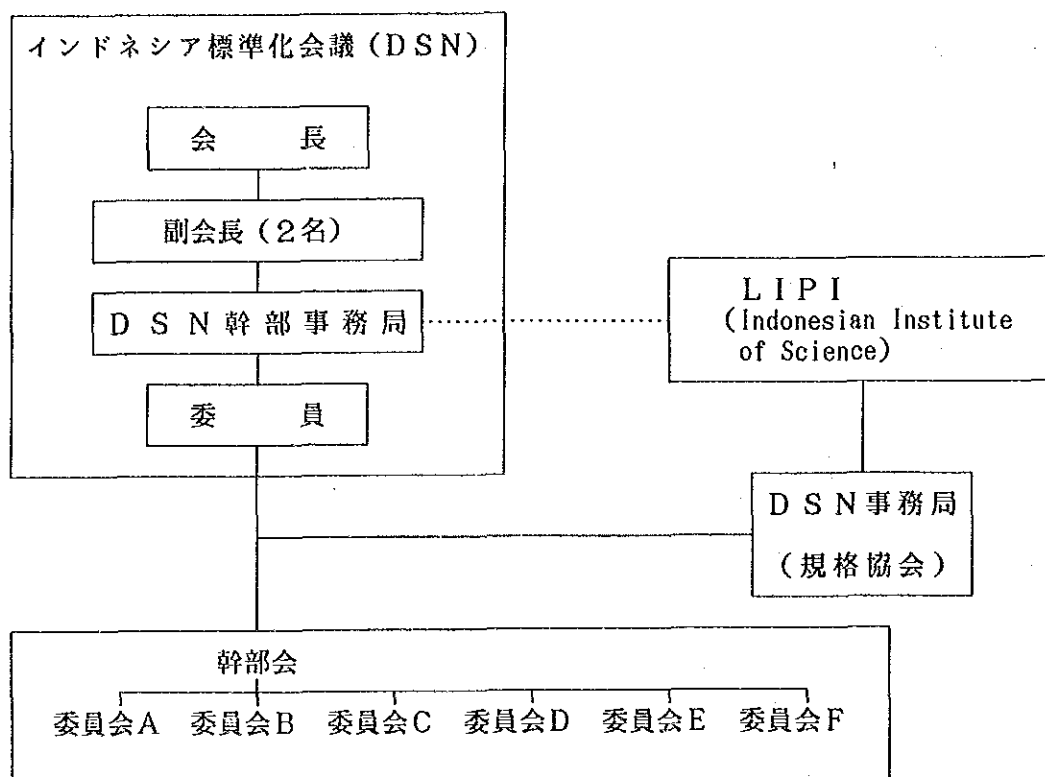 インドネシア標準化会議（DSN）
会　　長
副会長（2名）
DSN幹部事務局
委　　員
LIPI
(Indonesian Institute
of Science)
DSN事務局
（規格協会）
幹部会
委員会A　委員会B　委員会C　委員会D　委員会E　委員会F